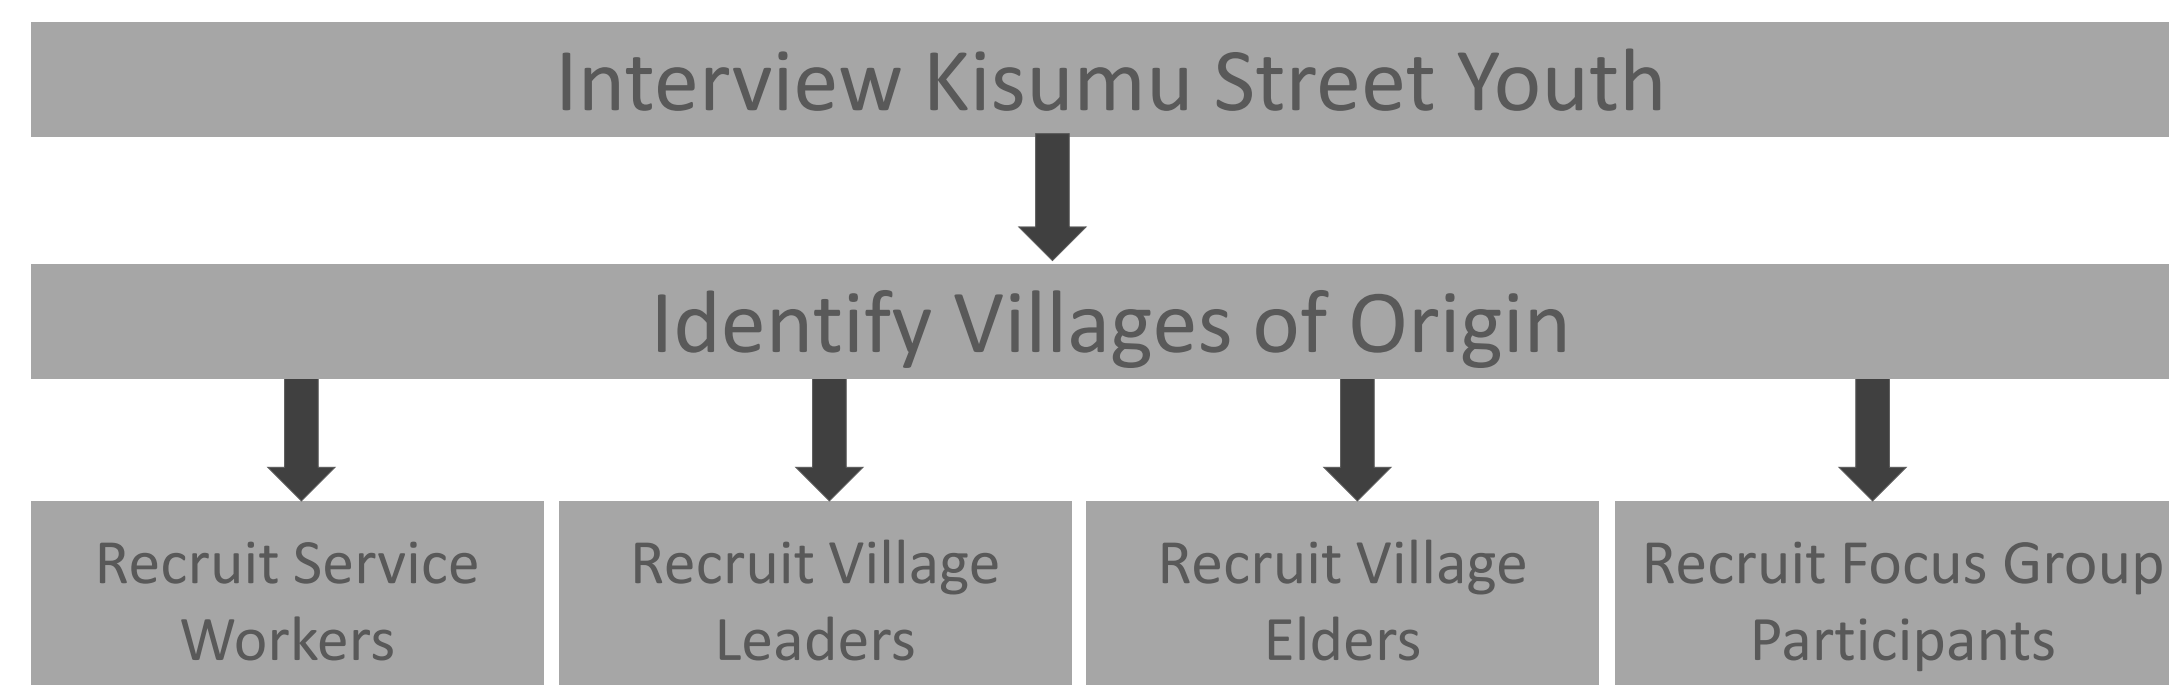 Interview Kisumu Street Youth
Identify Villages of Origin
Recruit Service
Workers
Recruit Village
Leaders
Recruit Village
Elders
Recruit Focus Group
Participants